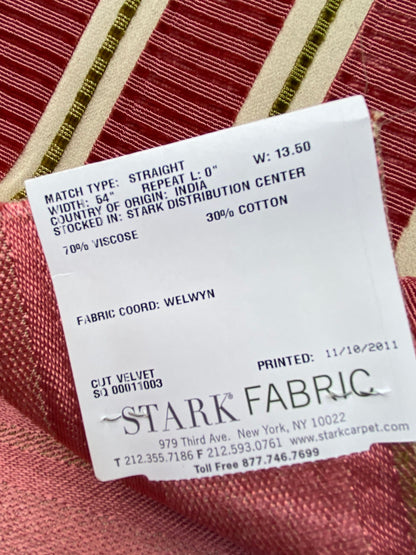 MATCH TYPE: STRAIGHT
WIDTH: 54" REPEAT L: 0" W: 13.50
COUNTRY OF ORIGIN: INDIA
STOCKED IN: STARK DISTRIBUTION CENTER
70% VISCOSE 30% COTTON
FABRIC COORD: WELWYN
CUT VELVET PRINTED: 11/10/2011
SQ 00011003
STARK® FABRIC
979 Third Ave. New York, NY 10022
T 212.355.7186 F 212.593.0761 www.starkcarpet.com
Toll Free 877.746.7699